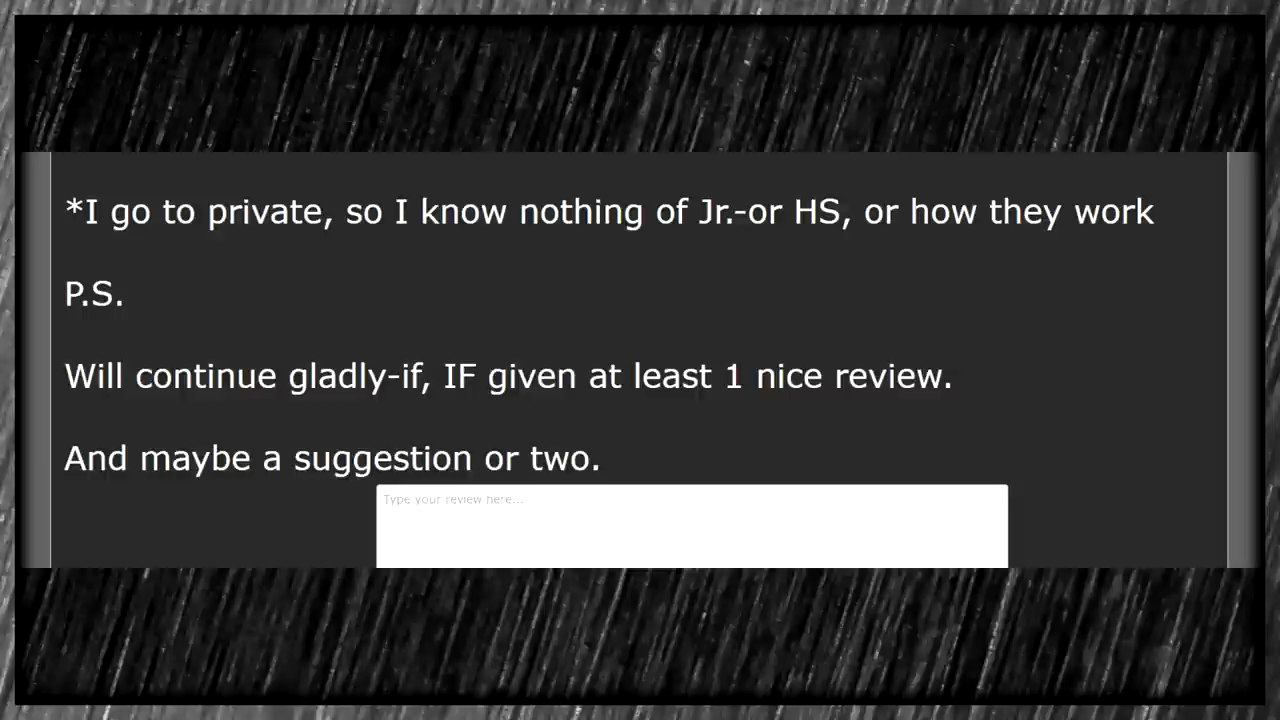 *I go to private, so I know nothing of Jr.-or HS, or how they work
P.S.
Will continue gladly-if, IF given at least 1 nice review.
And maybe a suggestion or two.
Type your review here...